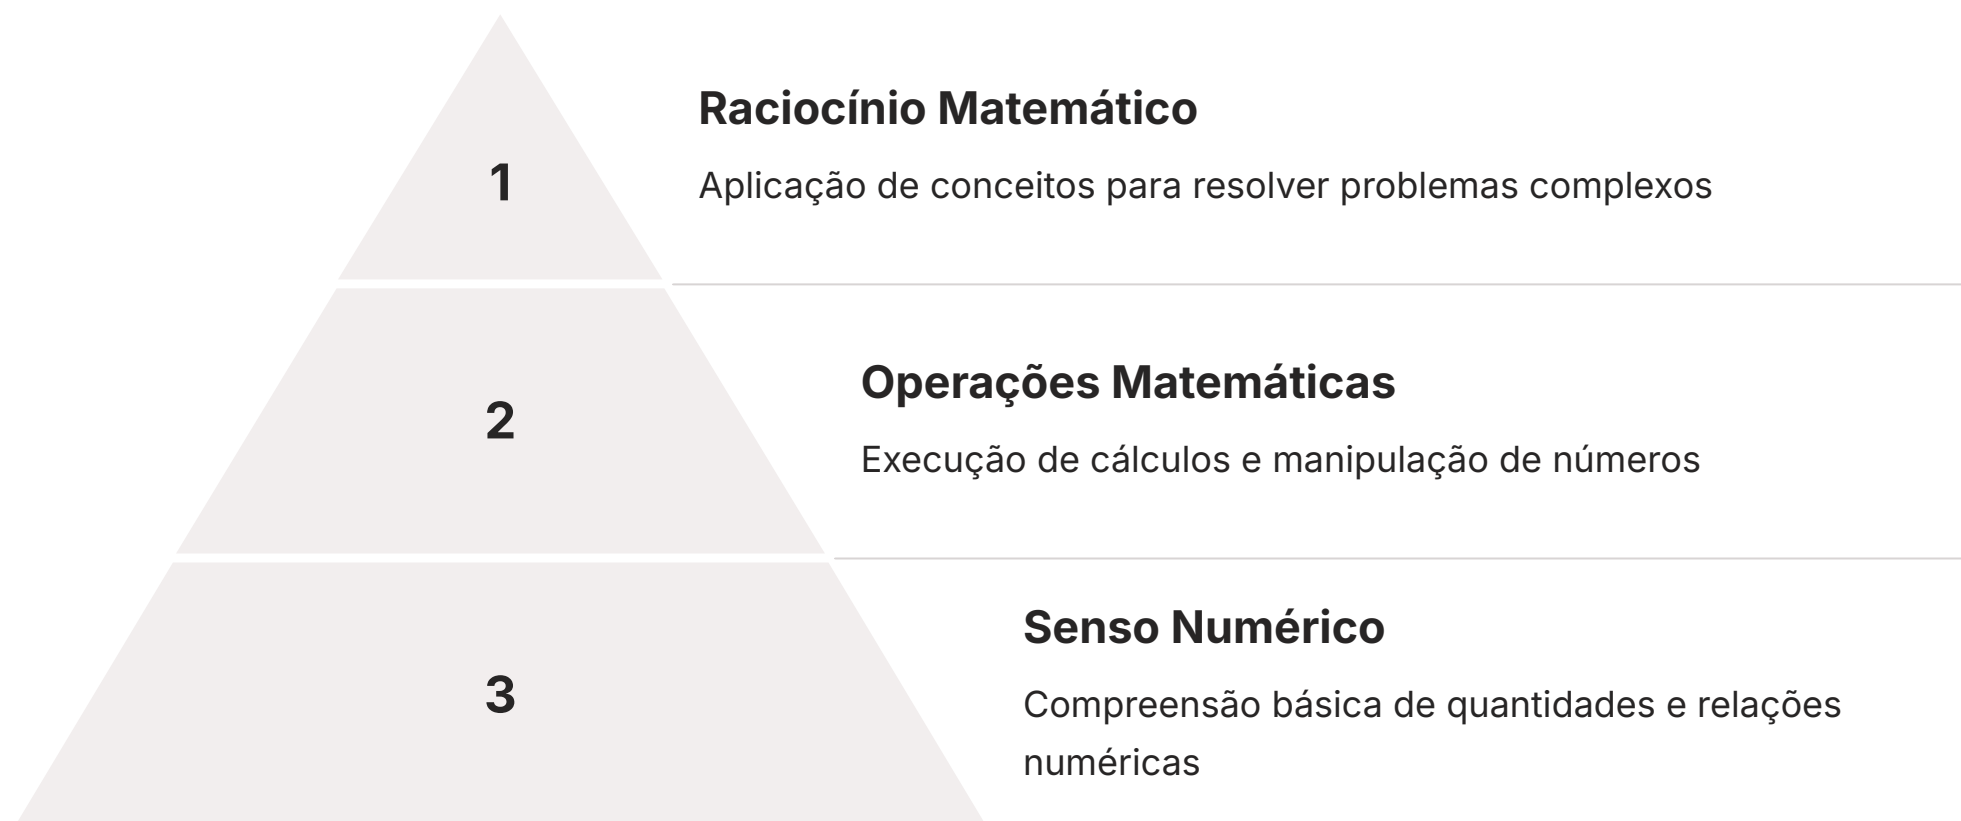 1
Raciocínio Matemático
Aplicação de conceitos para resolver problemas complexos
2
Operações Matemáticas
Execução de cálculos e manipulação de números
3
Senso Numérico
Compreensão básica de quantidades e relações
numéricas